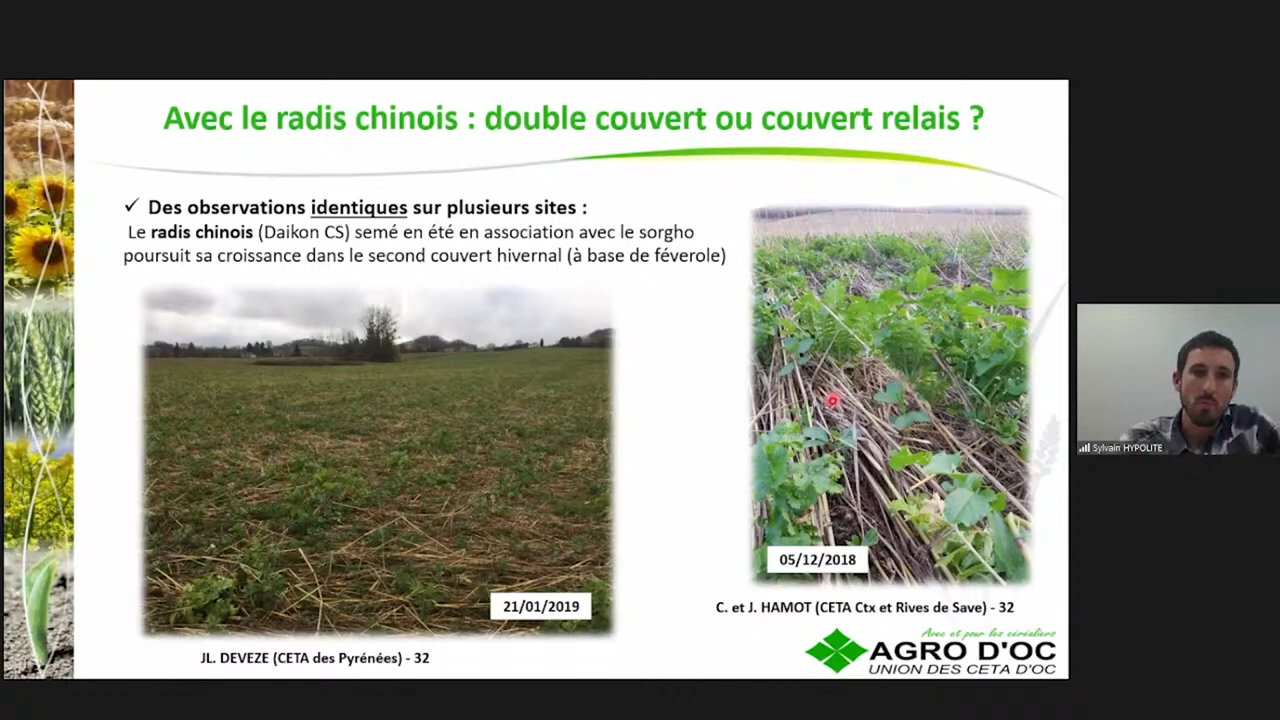 Avec le radis chinois : double couvert ou couvert relais ?
✓ Des observations identiques sur plusieurs sites :
Le radis chinois (Daikon CS) semé en été en association avec le sorgho
poursuit sa croissance dans le second couvert hivernal (à base de féverole)
21/01/2019
JL. DEVEZE (CETA des Pyrénées) - 32
05/12/2018
C. et J. HAMOT (CETA Ctx et Rives de Save) - 32
Avec et pour les céréaliers
AGRO D'OC
UNION DES CETA D'OC
Sylvain HYPOLITE